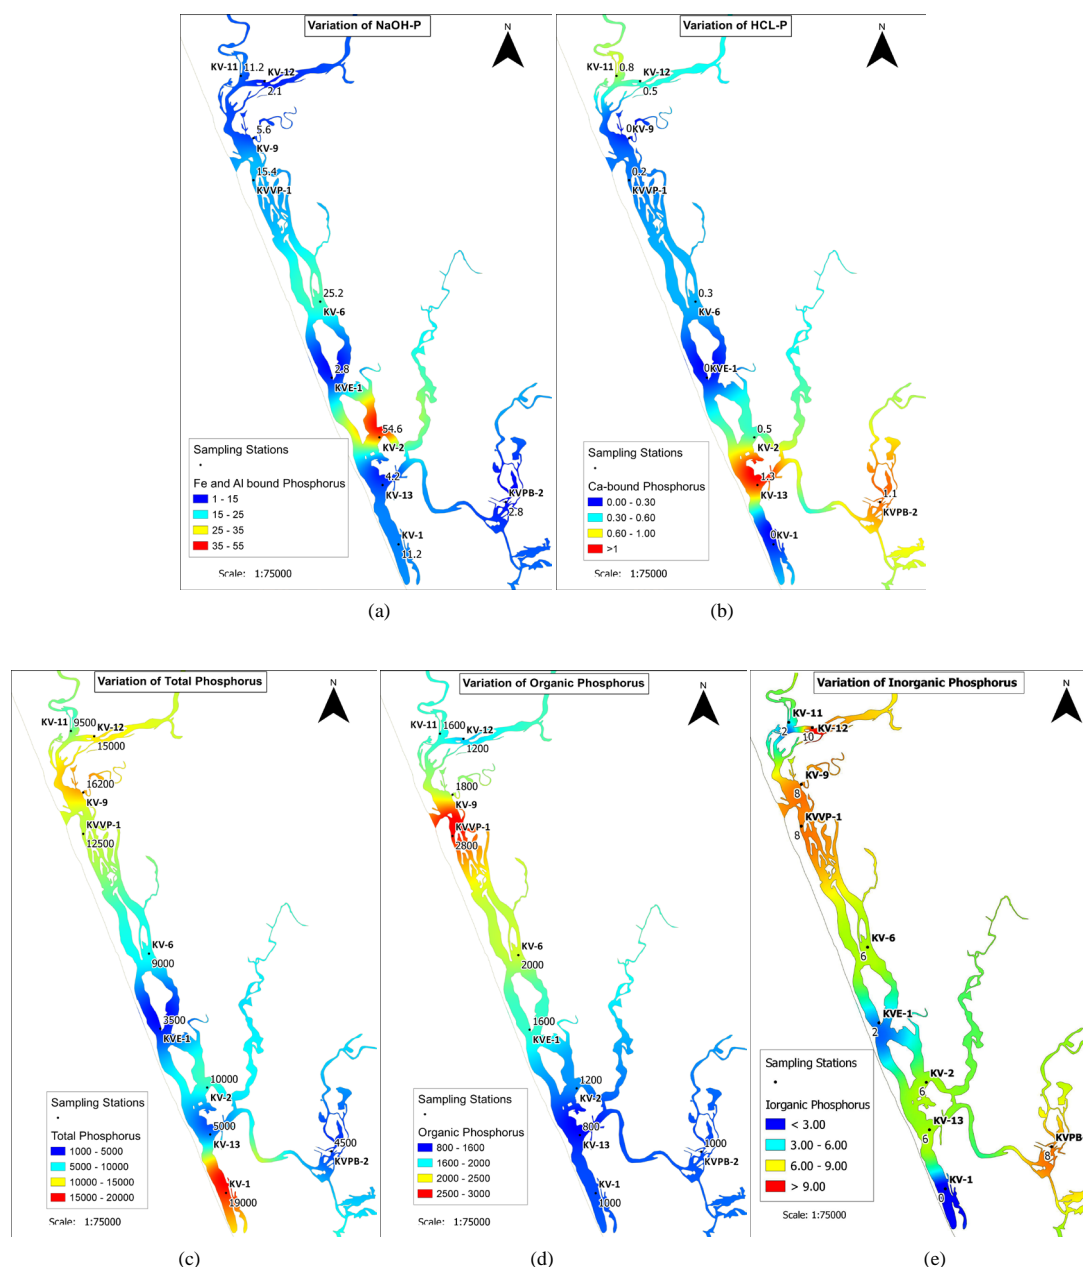 Variation of NaOH-P
N
KV-11
11.2
KV-12
2.1
5.6
KV-9
15.4
KVVP-1
25.2
KV-6
2.8
KVE-1
54.6
KV-2
4.2
KV-13
KVPB-2
2.8
KV-1
11.2
Sampling Stations
Fe and Al bound Phosphorus
1 - 15
15 - 25
25 - 35
35 - 55
Scale: 1:75000
(a)
Variation of HCL-P
N
KV-11
0.8
KV-12
0.5
0
KV-9
0.2
KVVP-1
0.3
KV-6
0
KVE-1
0.5
KV-2
1.3
KV-13
1.1
KVPB-2
0
KV-1
Sampling Stations
Ca-bound Phosphorus
0.00 - 0.30
0.30 - 0.60
0.60 - 1.00
>1
Scale: 1:75000
(b)
Variation of Total Phosphorus
N
KV-11
9500
KV-12
15000
16200
KV-9
KVVP-1
12500
KV-6
9000
3500
KVE-1
10000
KV-2
5000
KV-13
4500
KVPB-2
KV-1
19000
Sampling Stations
Total Phosphorus
1000 - 5000
5000 - 10000
10000 - 15000
15000 - 20000
Scale: 1:75000
(c)
Variation of Organic Phosphorus
N
KV-11
1600
KV-12
1200
1800
KV-9
KVVP-1
2800
KV-6
2000
1600
KVE-1
1200
KV-2
800
KV-13
1000
KVPB-2
KV-1
1000
Sampling Stations
Organic Phosphorus
800 - 1600
1600 - 2000
2000 - 2500
2500 - 3000
Scale: 1:75000
(d)
Variation of Inorganic Phosphorus
N
KV-11
2
KV-12
10
KV-9
8
KVVP-1
8
KV-6
6
KVE-1
2
KV-2
6
KV-13
6
KVPB
8
KV-1
0
Sampling Stations
Iorganic Phosphorus
< 3.00
3.00 - 6.00
6.00 - 9.00
> 9.00
Scale: 1:75000
(e)